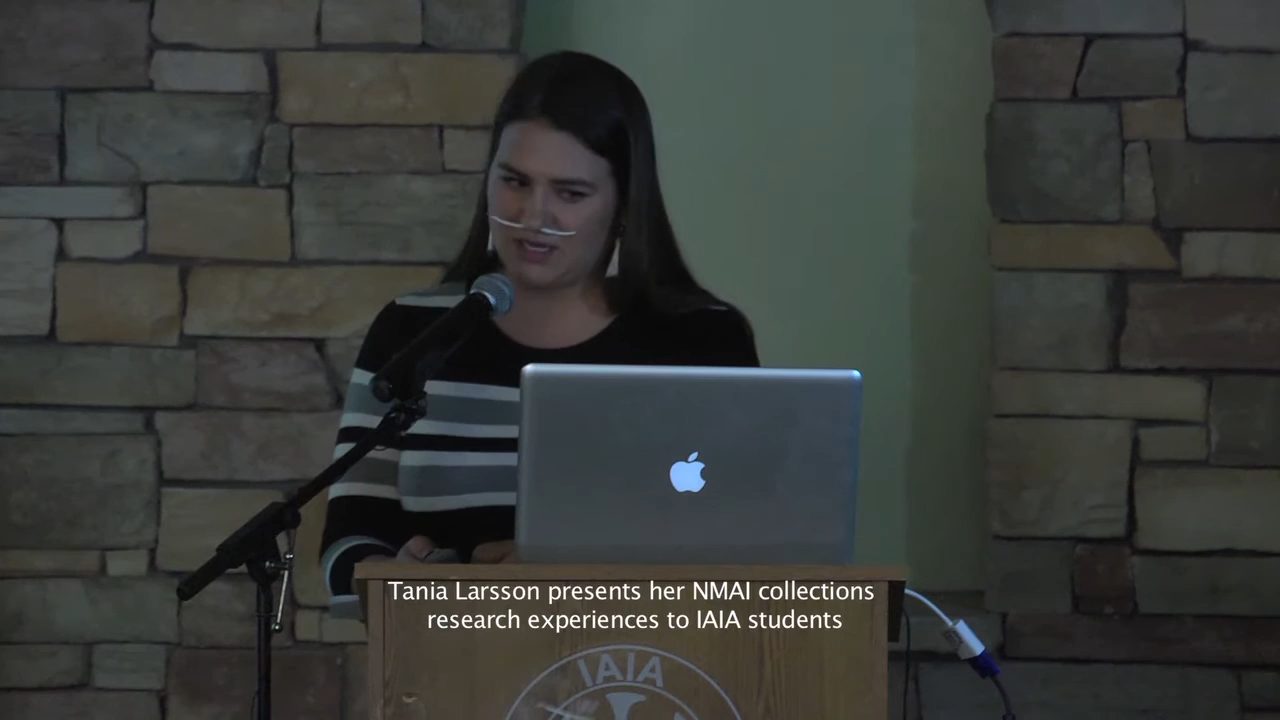 Tania Larsson presents her NMAI collections
research experiences to IAIA students
IAIA